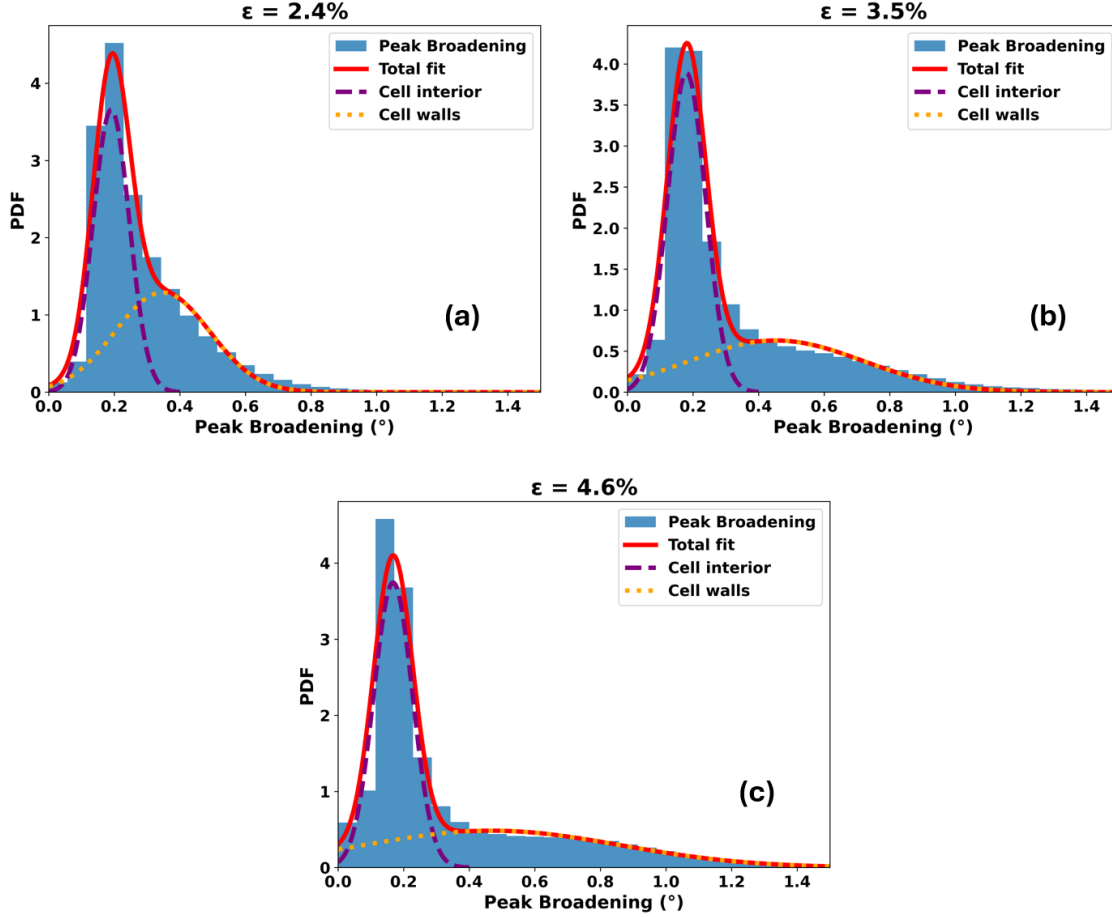 ε = 2.4%
PDF
4
3
2
1
0
0.0 0.2 0.4 0.6 0.8 1.0 1.2 1.4
Peak Broadening (°)
Peak Broadening
Total fit
Cell interior
Cell walls
(a)
ε = 3.5%
PDF
4.0
3.5
3.0
2.5
2.0
1.5
1.0
0.5
0.0
0.0 0.2 0.4 0.6 0.8 1.0 1.2 1.4
Peak Broadening (°)
Peak Broadening
Total fit
Cell interior
Cell walls
(b)
ε = 4.6%
PDF
4
3
2
1
0
0.0 0.2 0.4 0.6 0.8 1.0 1.2 1.4
Peak Broadening (°)
Peak Broadening
Total fit
Cell interior
Cell walls
(c)